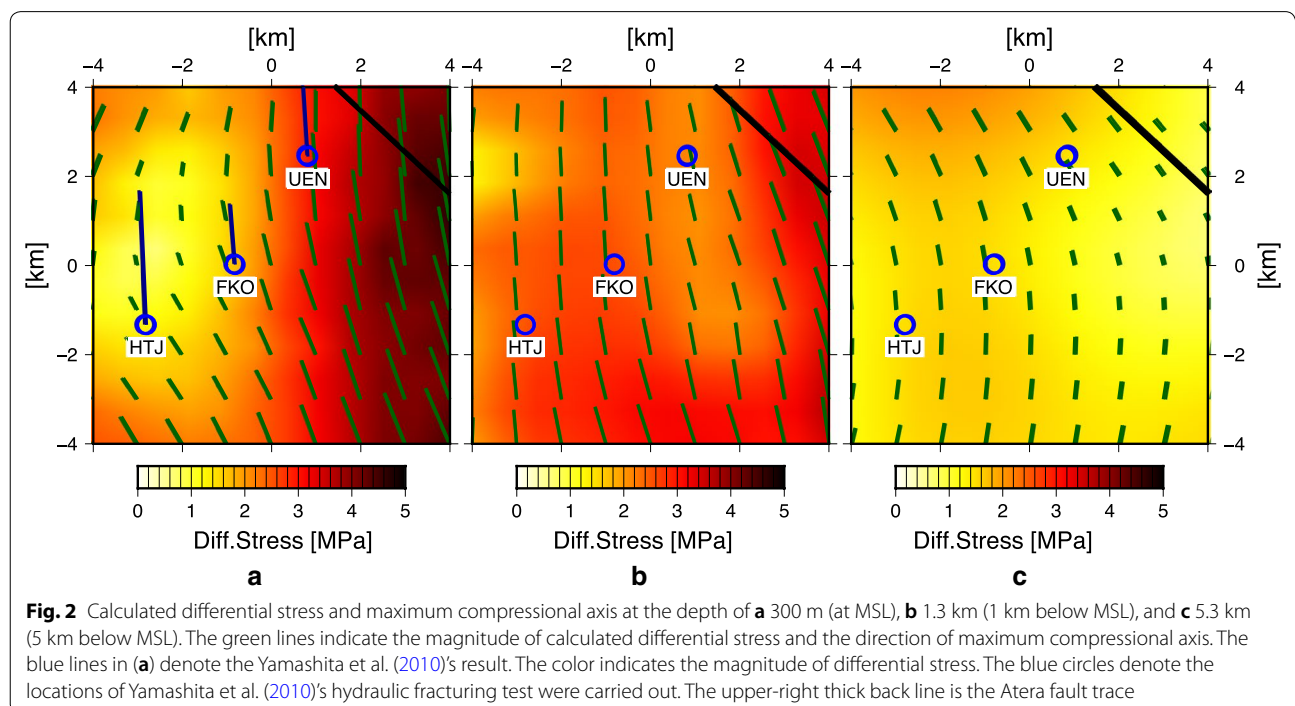 [km]
[km]
[km]
−4 −2 0 2 4
−4 −2 0 2 4
−4 −2 0 2 4
4
2
0
−2
−4
[km]
UEN
FKO
HTJ
UEN
FKO
HTJ
UEN
FKO
HTJ
4
2
0
−2
−4
[km]
0 1 2 3 4 5
0 1 2 3 4 5
0 1 2 3 4 5
Diff.Stress [MPa]
Diff.Stress [MPa]
Diff.Stress [MPa]
a
b
c
Fig. 2 Calculated differential stress and maximum compressional axis at the depth of a 300 m (at MSL), b 1.3 km (1 km below MSL), and c 5.3 km
(5 km below MSL). The green lines indicate the magnitude of calculated differential stress and the direction of maximum compressional axis. The
blue lines in (a) denote the Yamashita et al. (2010)'s result. The color indicates the magnitude of differential stress. The blue circles denote the
locations of Yamashita et al. (2010)'s hydraulic fracturing test were carried out. The upper-right thick back line is the Atera fault trace